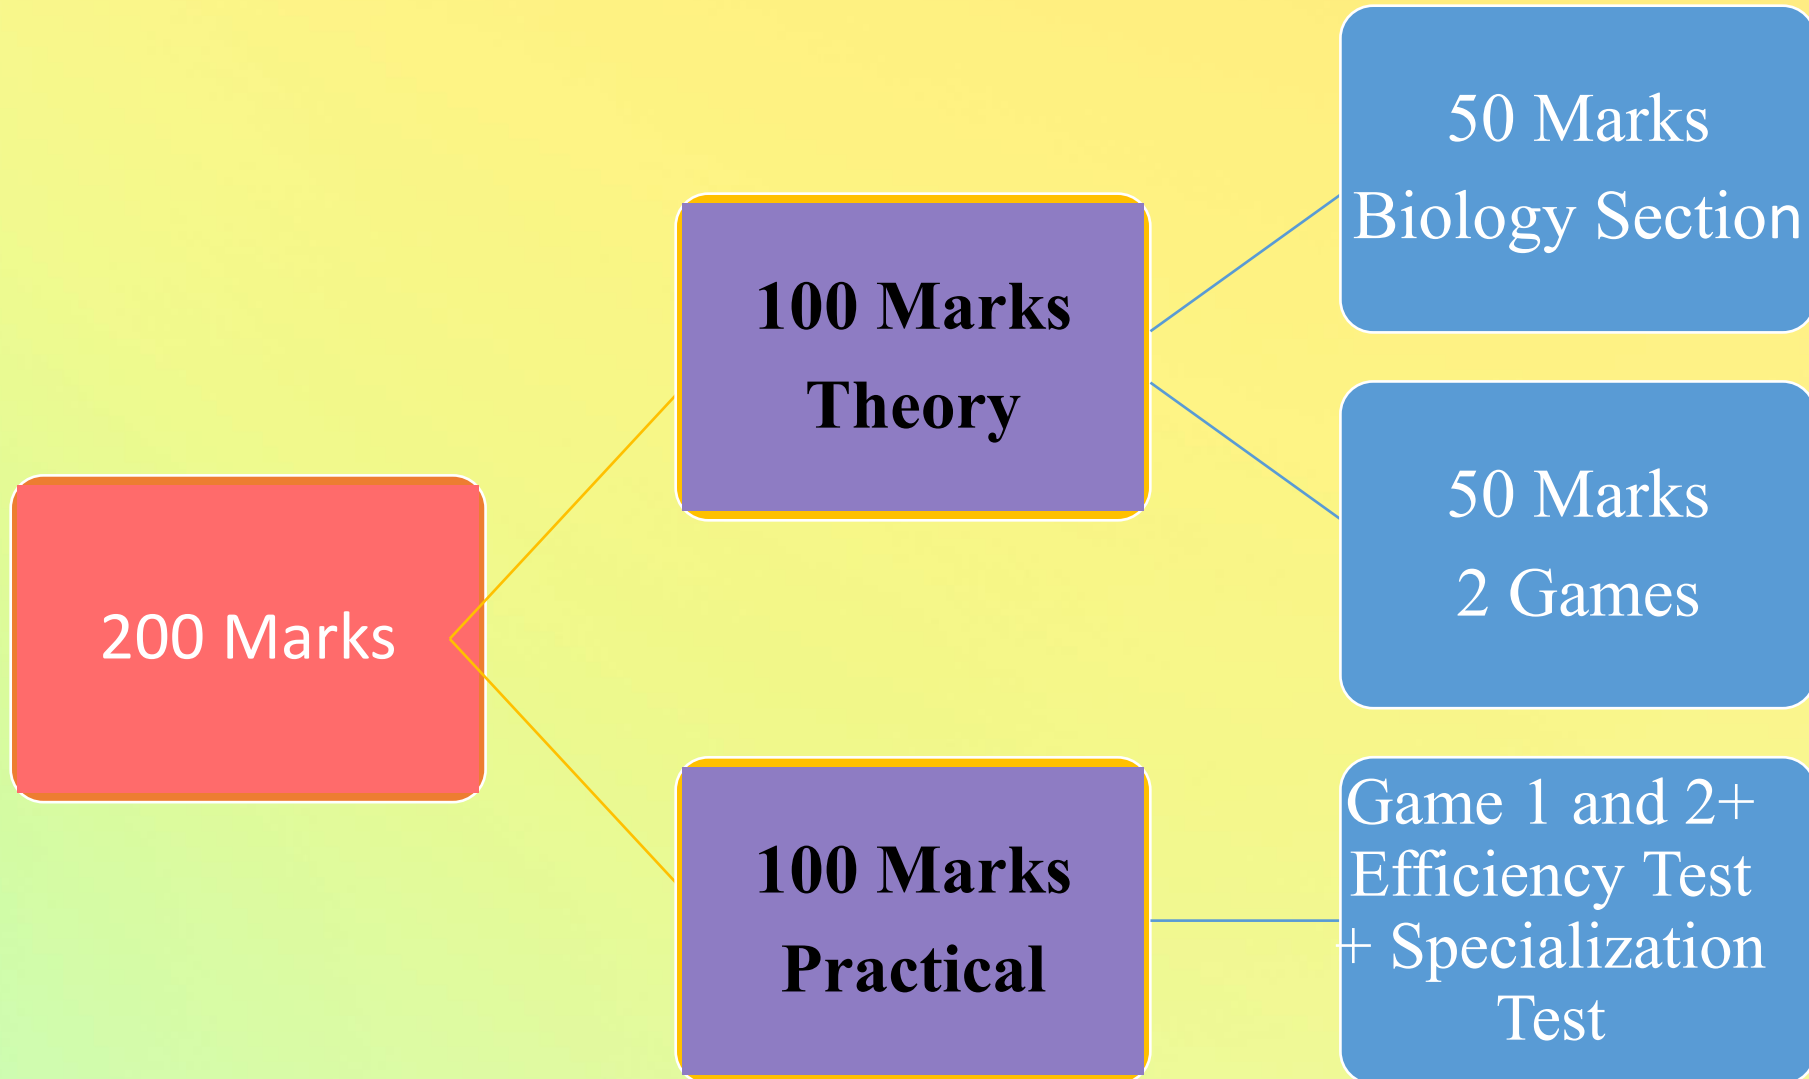 200 Marks
100 Marks
Theory
50 Marks
Biology Section
50 Marks
2 Games
100 Marks
Practical
Game 1 and 2+
Efficiency Test
+ Specialization
Test